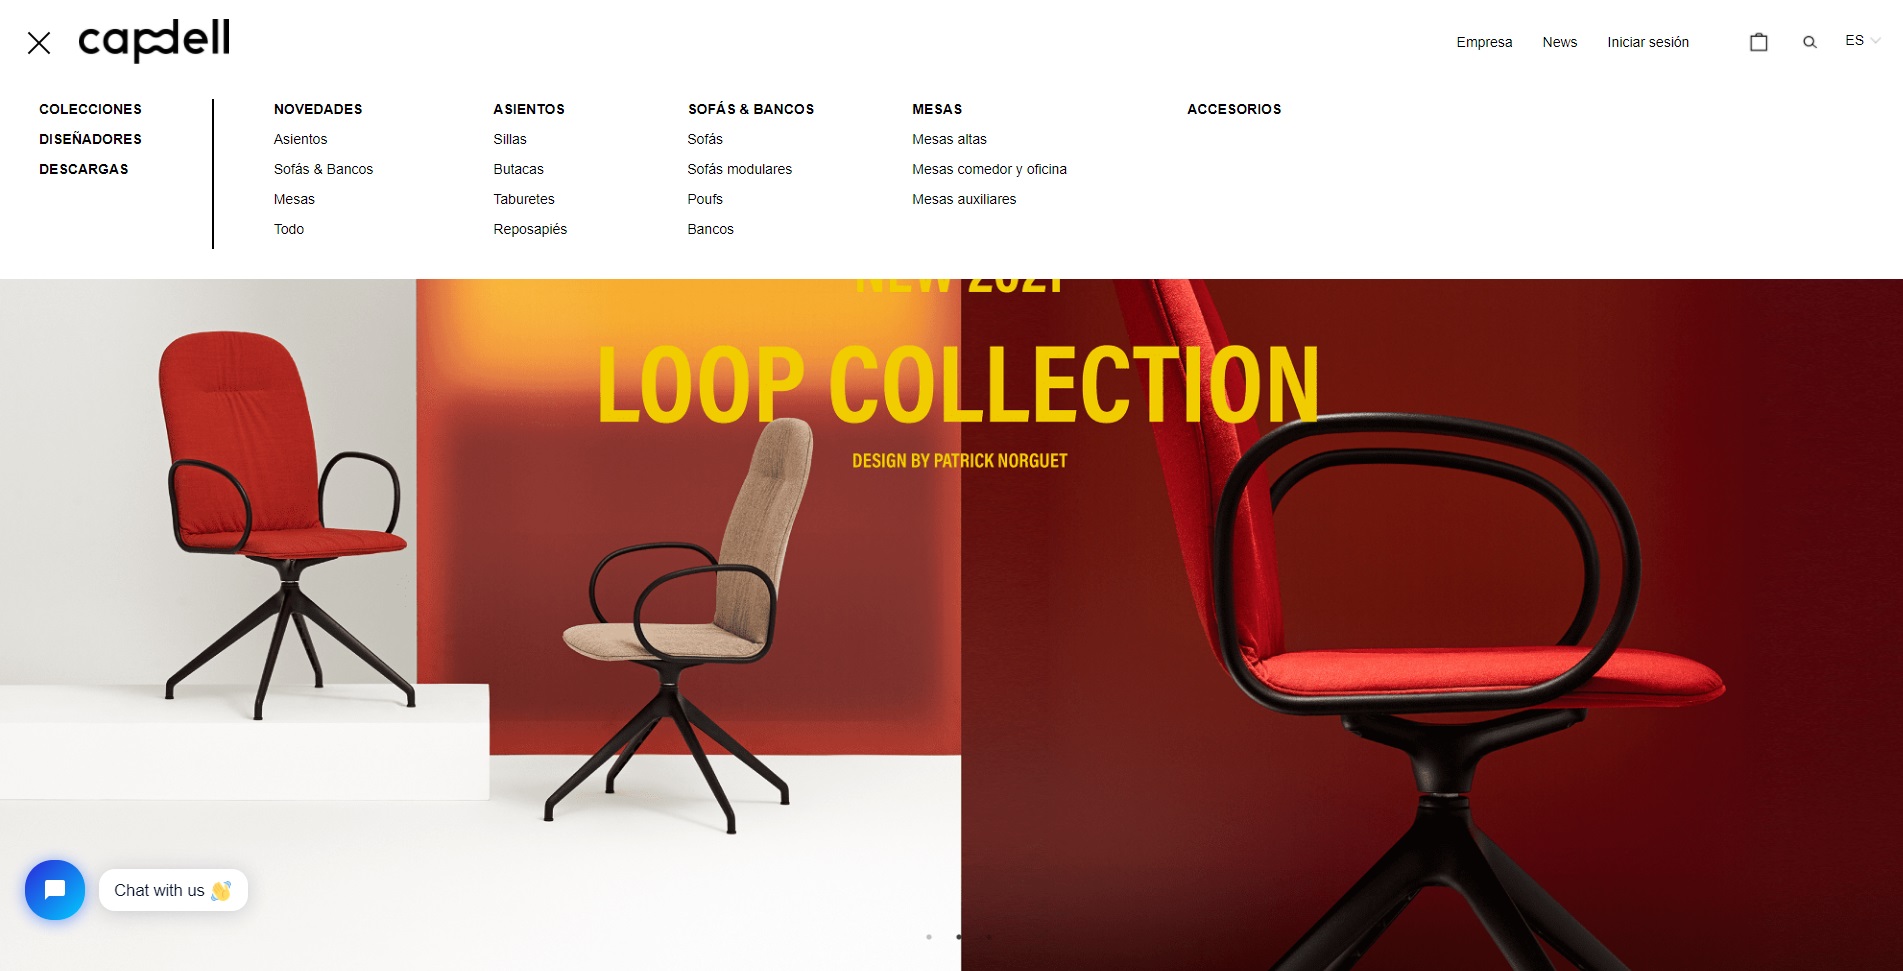 capdell
Empresa
News
Iniciar sesión
ES
COLECCIONES
DISEÑADORES
DESCARGAS
NOVEDADES
Asientos
Sofás & Bancos
Mesas
Todo
ASIENTOS
Sillas
Butacas
Taburetes
Reposapiés
SOFÁS & BANCOS
Sofás
Sofás modulares
Poufs
Bancos
MESAS
Mesas altas
Mesas comedor y oficina
Mesas auxiliares
ACCESORIOS
NEW 2021
LOOP COLLECTION
DESIGN BY PATRICK NORGUET
Chat with us 👋